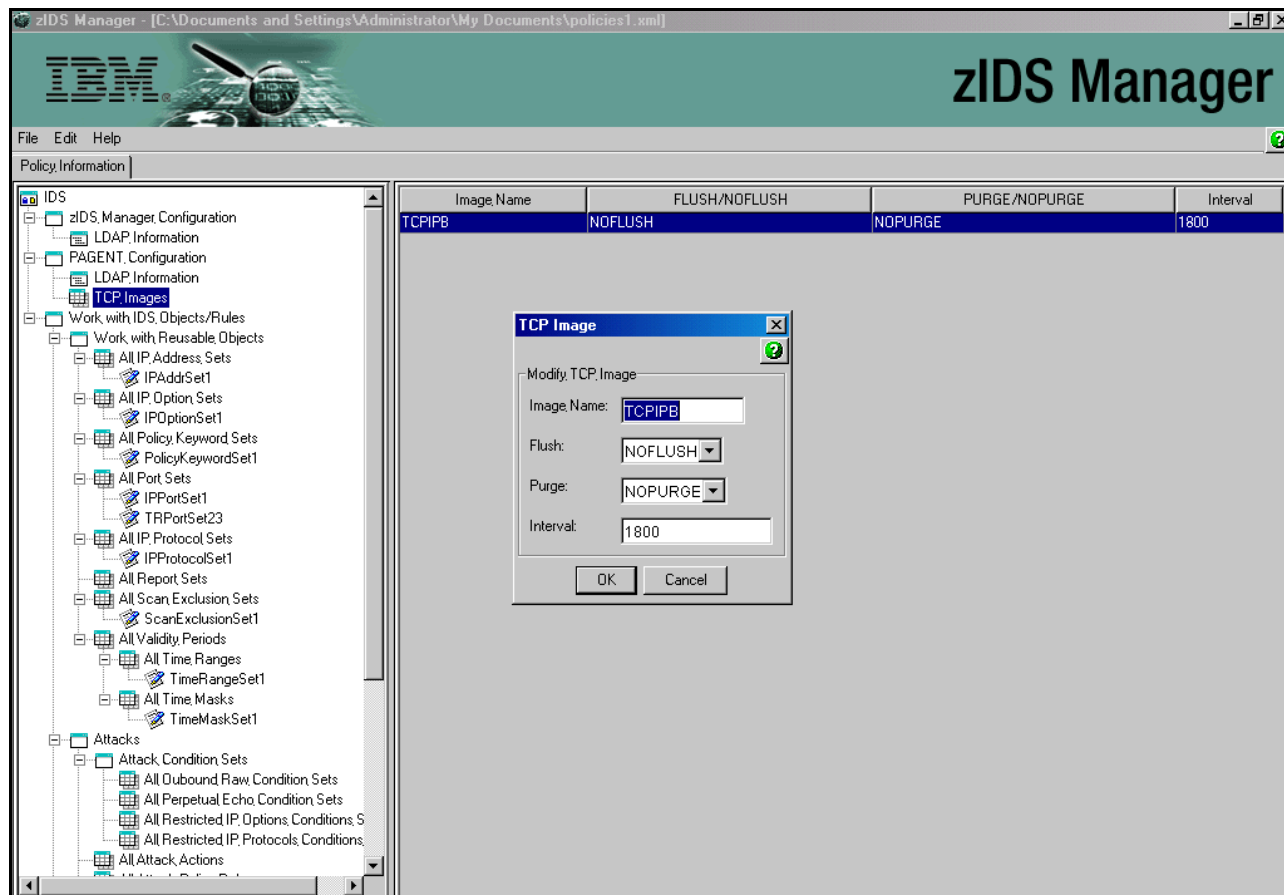 zIDS Manager - [C:\Documents and Settings\Administrator\My Documents\policies1.xml]
IBM
zIDS Manager
File Edit Help
Policy Information
IDS
zIDS Manager Configuration
LDAP Information
PAGENT Configuration
LDAP Information
TCP Images
Work with IDS Objects/Rules
Work with Reusable Objects
All IP Address Sets
IPAddrSet1
All IP Option Sets
IPOptionSet1
All Policy Keyword Sets
PolicyKeywordSet1
All Port Sets
IPPortSet1
TRPortSet23
All IP Protocol Sets
IPProtocolSet1
All Report Sets
All Scan Exclusion Sets
ScanExclusionSet1
All Validity Periods
All Time Ranges
TimeRangeSet1
All Time Masks
TimeMaskSet1
Attacks
Attack Condition Sets
All Oubound Raw Condition Sets
All Perpetual Echo Condition Sets
All Restricted IP Options Conditions S
All Restricted IP Protocols Conditions
All Attack Actions
Image Name FLUSH/NOFLUSH PURGE/NOPURGE Interval
TCPIPB NOFLUSH NOPURGE 1800
TCP Image
Modify TCP Image
Image Name: TCPIPB
Flush: NOFLUSH
Purge: NOPURGE
Interval: 1800
OK Cancel